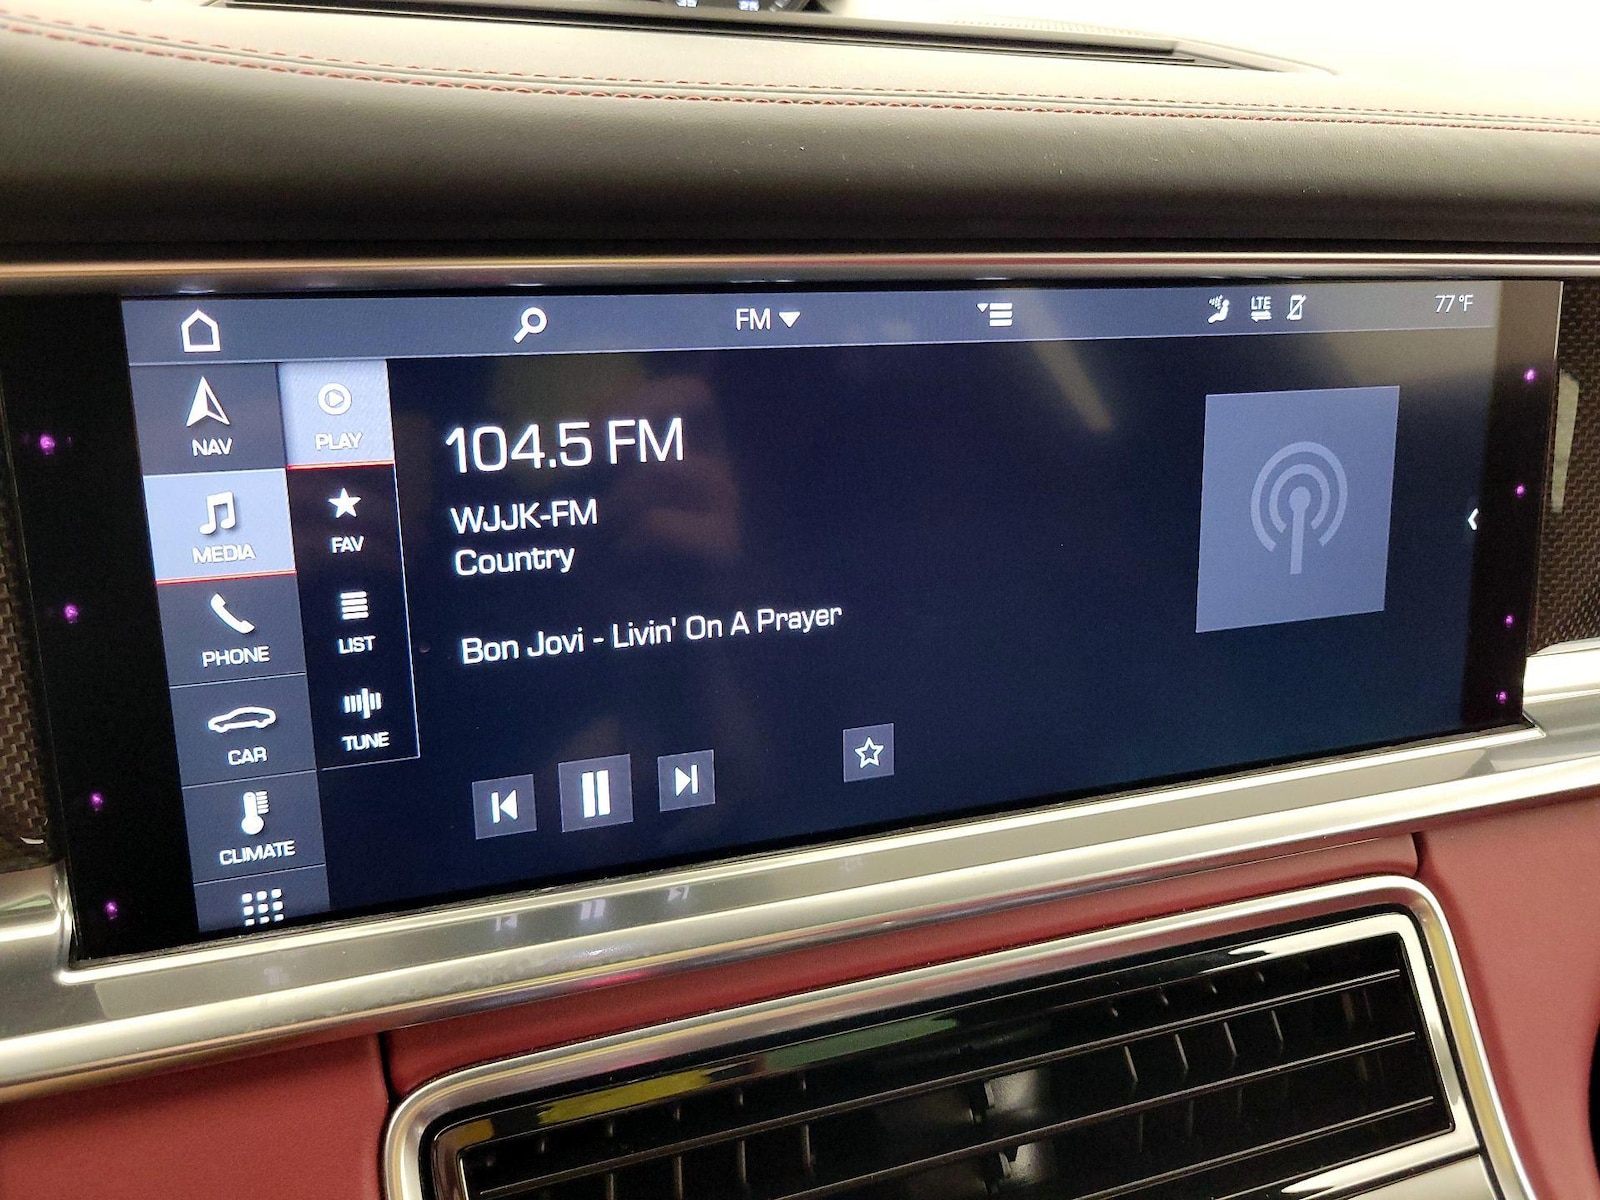 FM
LTE
77 °F
NAV
PLAY
MEDIA
FAV
PHONE
LIST
CAR
TUNE
CLIMATE
104.5 FM
WJJK-FM
Country
Bon Jovi - Livin' On A Prayer